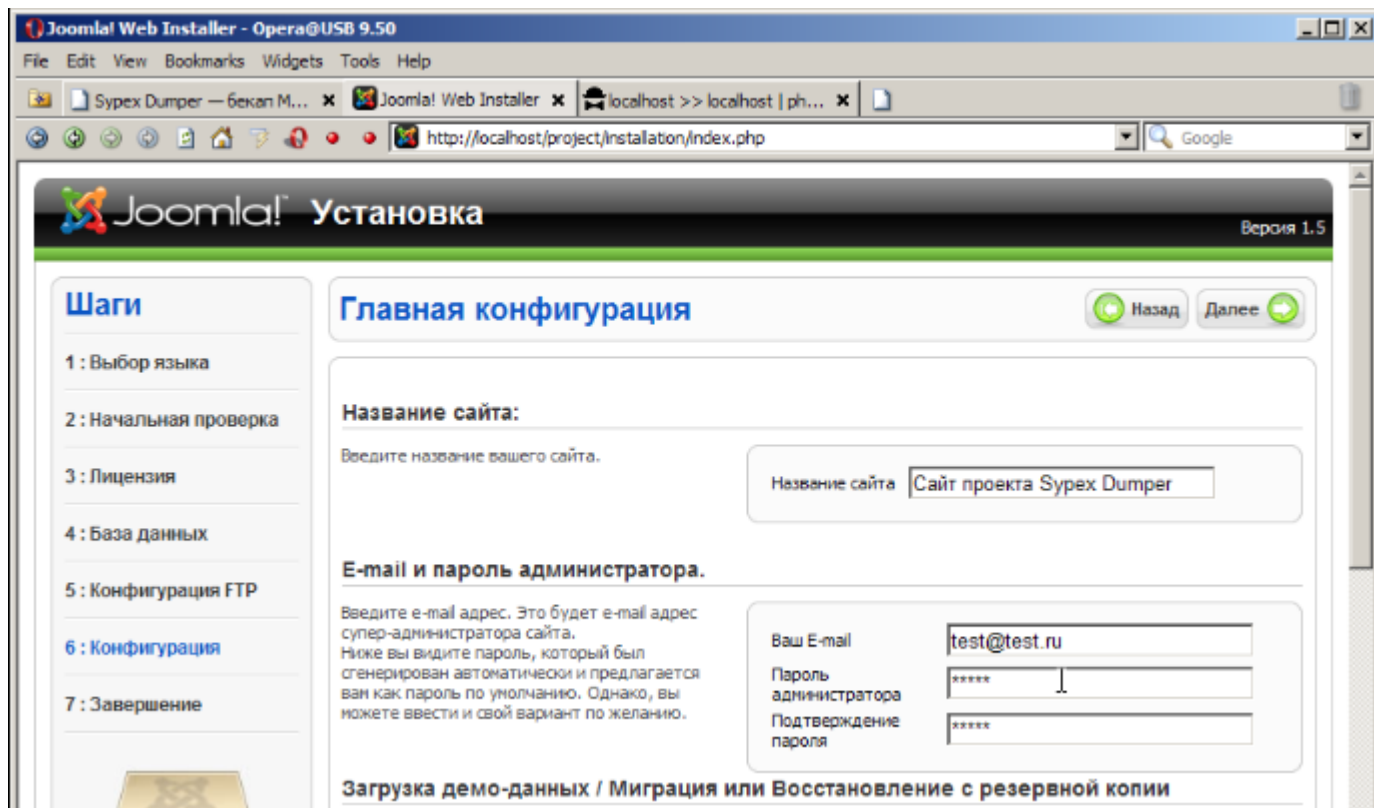 Joomla! Web Installer - Opera@USB 9.50
File Edit View Bookmarks Widgets Tools Help
Sypex Dumper — бекап М... Joomla! Web Installer localhost >> localhost | ph...
http://localhost/project/installation/index.php Google
Joomla! Установка
Версия 1.5
Шаги
1 : Выбор языка
2 : Начальная проверка
3 : Лицензия
4 : База данных
5 : Конфигурация FTP
6 : Конфигурация
7 : Завершение
Главная конфигурация
Назад Далее
Название сайта:
Введите название вашего сайта.
Название сайта Сайт проекта Sypex Dumper
E-mail и пароль администратора.
Введите e-mail адрес. Это будет e-mail адрес
супер-администратора сайта.
Ниже вы видите пароль, который был
сгенерирован автоматически и предлагается
вам как пароль по умолчанию. Однако, вы
можете ввести и свой вариант по желанию.
Ваш E-mail test@test.ru
Пароль
администратора *****
Подтверждение
пароля *****
Загрузка демо-данных / Миграция или Восстановление с резервной копии